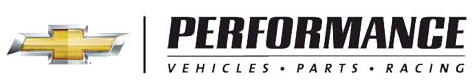 PERFORMANCE
VEHICLES • PARTS • RACING